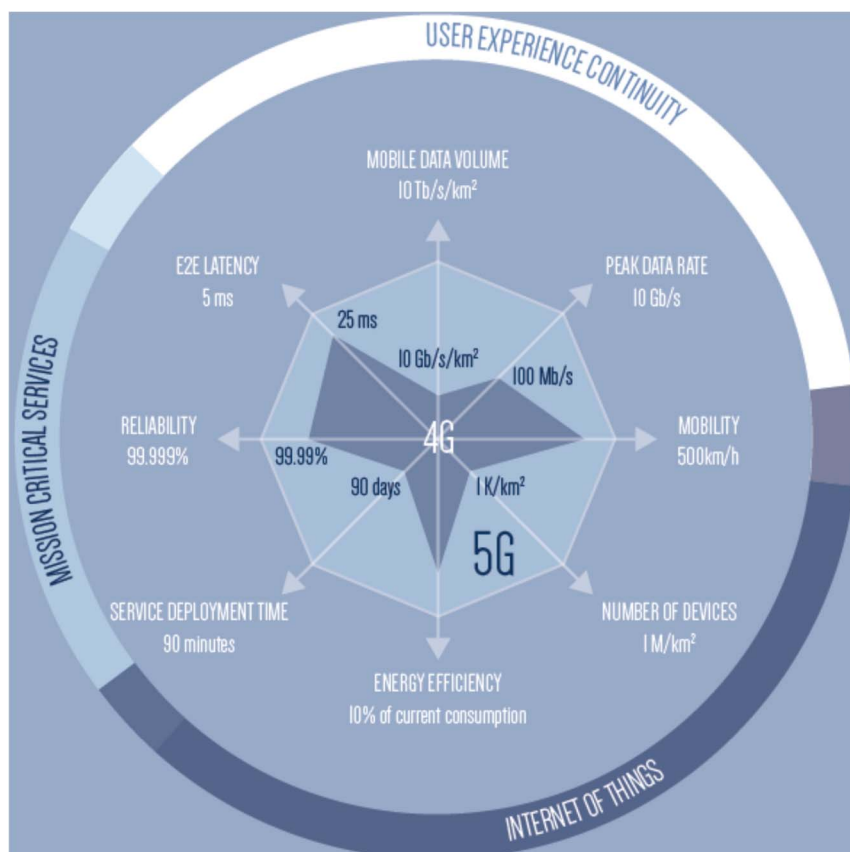 USER EXPERIENCE CONTINUITY
MOBILE DATA VOLUME
10 Tb/s/km²
E2E LATENCY
5 ms
PEAK DATA RATE
10 Gb/s
25 ms
10 Gb/s/km²
100 Mb/s
RELIABILITY
99.999%
4G
MOBILITY
500km/h
99.99%
90 days
1 K/km²
5G
MISSION CRITICAL SERVICES
SERVICE DEPLOYMENT TIME
90 minutes
NUMBER OF DEVICES
1 M/km²
ENERGY EFFICIENCY
10% of current consumption
INTERNET OF THINGS